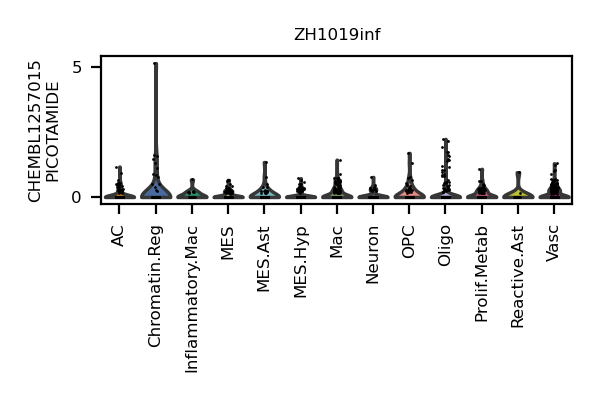 ZH1019inf
CHEMBL1257015
PICOTAMIDE
5
0
AC
Chromatin.Reg
Inflammatory.Mac
MES
MES.Ast
MES.Hyp
Mac
Neuron
OPC
Oligo
Prolif.Metab
Reactive.Ast
Vasc